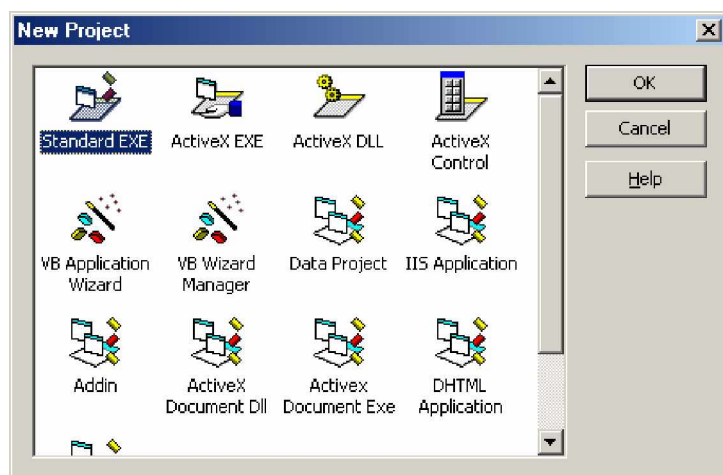 New Project
Standard EXE
ActiveX EXE
ActiveX DLL
ActiveX
Control
OK
Cancel
Help
VB Application
Wizard
VB Wizard
Manager
Data Project
IIS Application
Addin
ActiveX
Document Dll
Activex
Document Exe
DHTML
Application